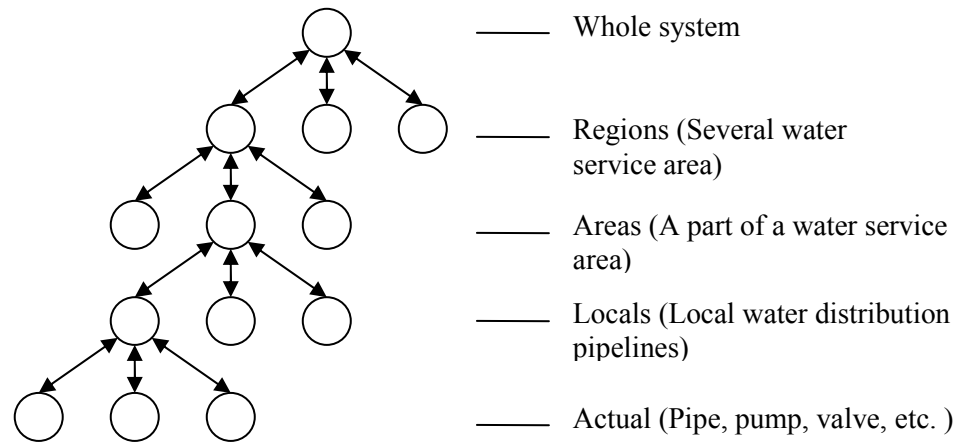 Whole system
Regions (Several water
service area)
Areas (A part of a water service
area)
Locals (Local water distribution
pipelines)
Actual (Pipe, pump, valve, etc. )